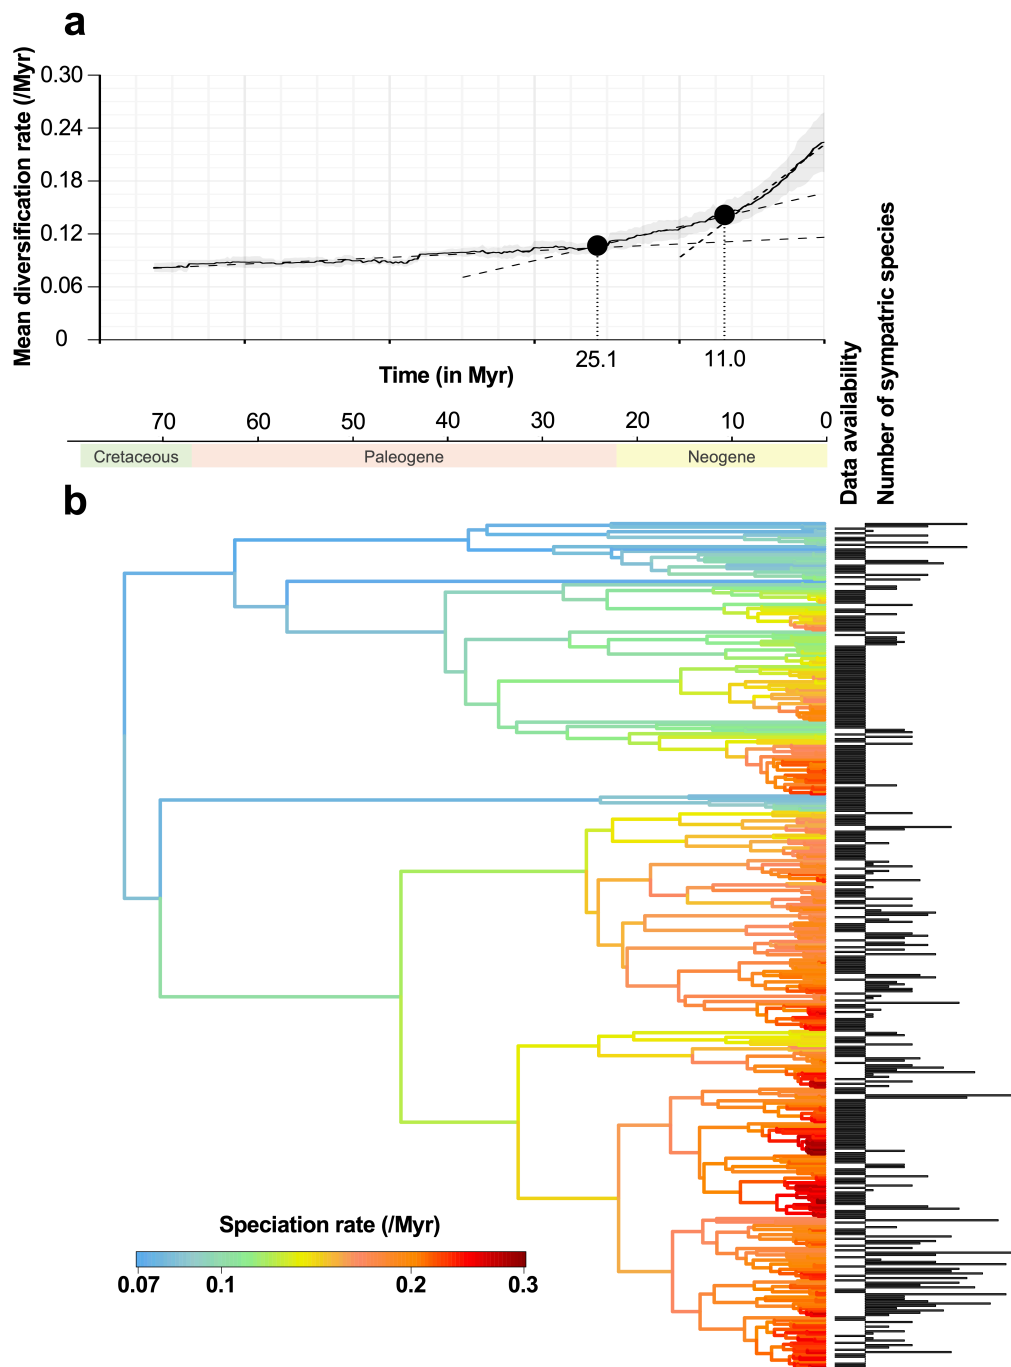 a
Mean diversification rate (/Myr)
0.30
0.24
0.18
0.12
0.06
0
25.1
11.0
Time (in Myr)
70 60 50 40 30 20 10 0
Cretaceous Paleogene Neogene
Data availability
Number of sympatric species
b
Speciation rate (/Myr)
0.07 0.1 0.2 0.3